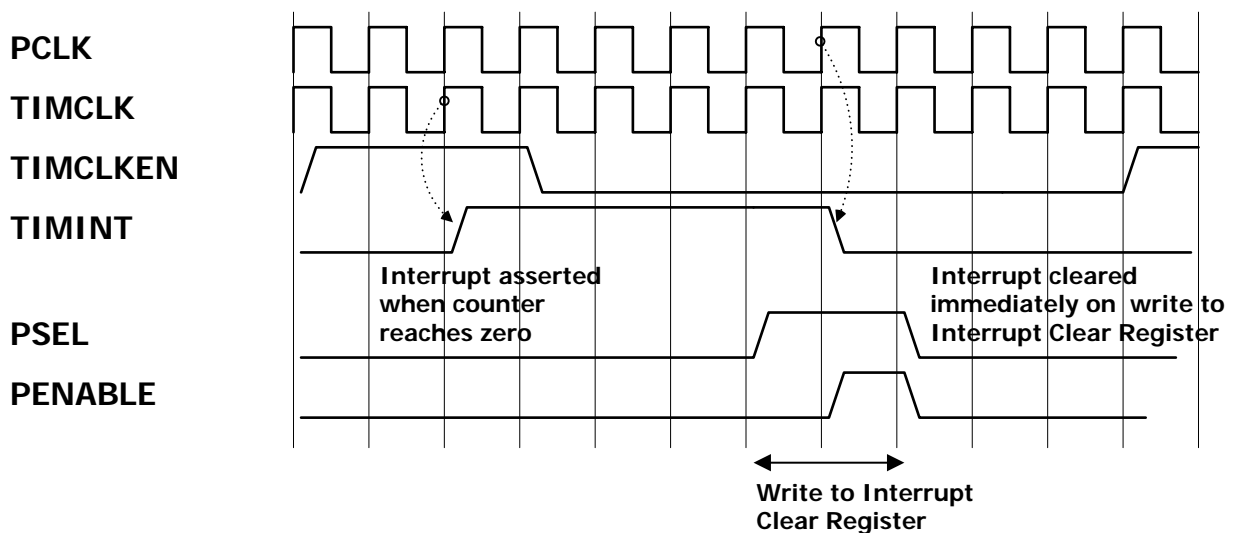 PCLK
TIMCLK
TIMCLKEN
TIMINT
Interrupt asserted
when counter
reaches zero
Interrupt cleared
immediately on write to
Interrupt Clear Register
PSEL
PENABLE
Write to Interrupt
Clear Register